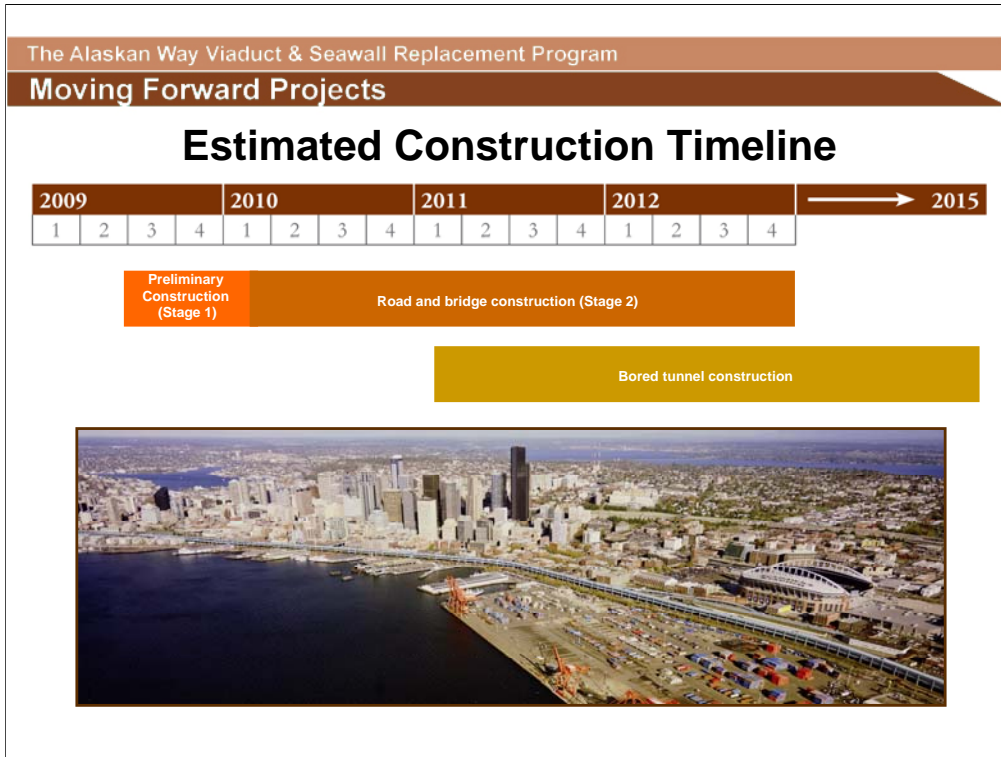 The Alaskan Way Viaduct & Seawall Replacement Program
Moving Forward Projects
Estimated Construction Timeline
2009 2010 2011 2012 2015
1 2 3 4 1 2 3 4 1 2 3 4 1 2 3 4
Preliminary
Construction
(Stage 1)
Road and bridge construction (Stage 2)
Bored tunnel construction